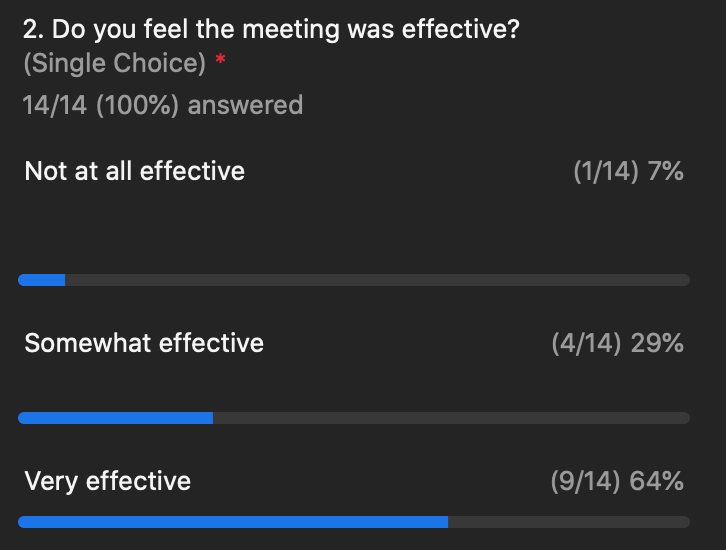 2. Do you feel the meeting was effective?
(Single Choice) *
14/14 (100%) answered
Not at all effective (1/14) 7%
Somewhat effective (4/14) 29%
Very effective (9/14) 64%